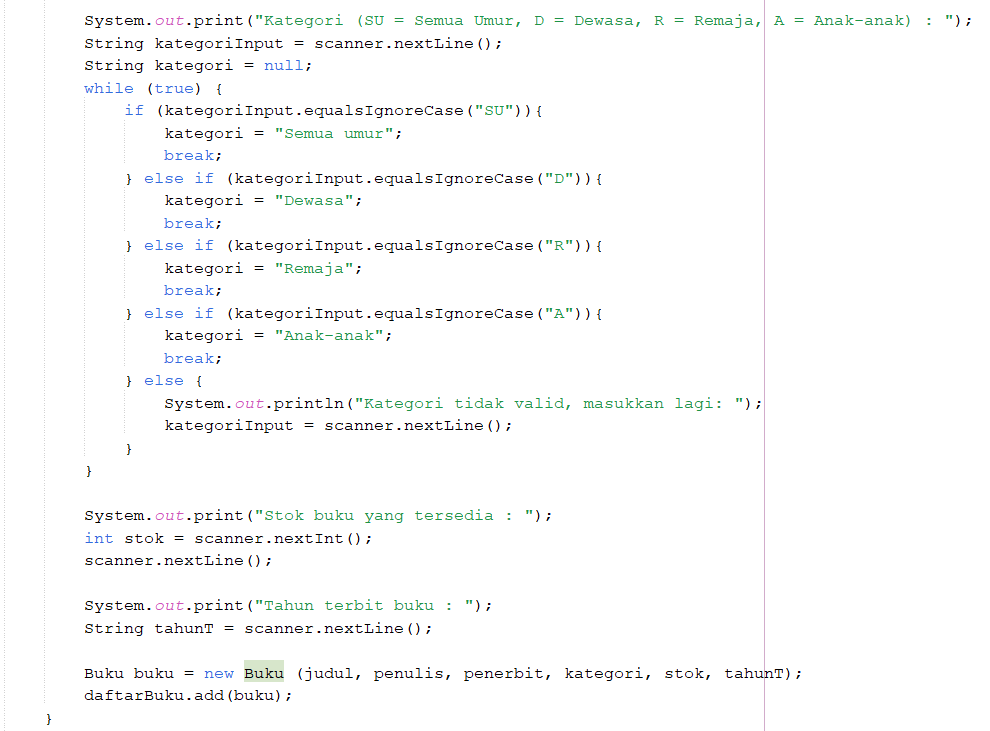 System.out.print("Kategori (SU = Semua Umur, D = Dewasa, R = Remaja, A = Anak-anak) : ");
String kategoriInput = scanner.nextLine();
String kategori = null;
while (true) {
    if (kategoriInput.equalsIgnoreCase("SU")){
        kategori = "Semua umur";
        break;
    } else if (kategoriInput.equalsIgnoreCase("D")){
        kategori = "Dewasa";
        break;
    } else if (kategoriInput.equalsIgnoreCase("R")){
        kategori = "Remaja";
        break;
    } else if (kategoriInput.equalsIgnoreCase("A")){
        kategori = "Anak-anak";
        break;
    } else {
        System.out.println("Kategori tidak valid, masukkan lagi: ");
        kategoriInput = scanner.nextLine();
    }
}

System.out.print("Stok buku yang tersedia : ");
int stok = scanner.nextInt();
scanner.nextLine();

System.out.print("Tahun terbit buku : ");
String tahunT = scanner.nextLine();

Buku buku = new Buku (judul, penulis, penerbit, kategori, stok, tahunT);
daftarBuku.add(buku);
}